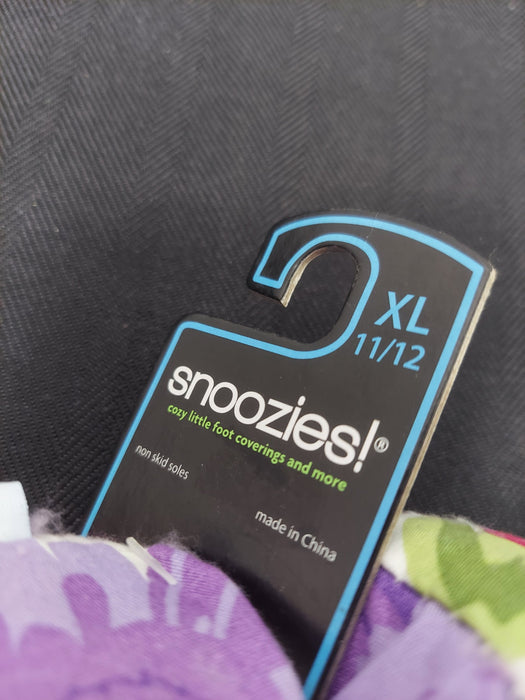 XL
11/12
snoozies!®
cozy little foot coverings and more
non skid soles
made in China